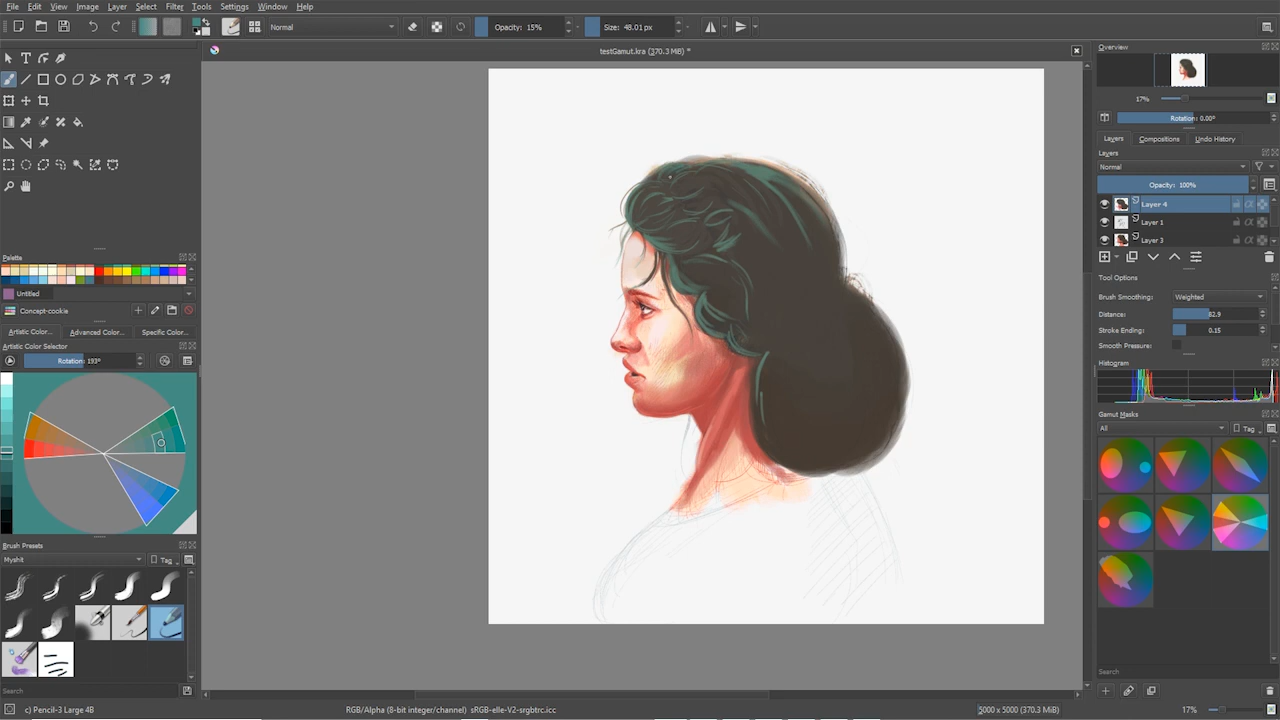 File Edit View Image Layer Select Filter Tools Settings Window Help
Normal Opacity: 15% Size: 48.01 px
testGamut.kra (370.3 MiB) *
Overview
17%
Rotation: 0.00°
Layers Compositions Undo History
Layers
Normal
Opacity: 100%
Layer 4
Layer 1
Layer 3
Tool Options
Brush Smoothing: Weighted
Distance: 82.9
Stroke Ending: 0.15
Smooth Pressure:
Histogram
Gamut Masks
All Tag
Search
17%
Palette
Untitled
Concept-cookie
Artistic Color... Advanced Color... Specific Color...
Artistic Color Selector
Rotation: 193°
Brush Presets
Myshit Tag
Search
c) Pencil-3 Large 4B RGB/Alpha (8-bit integer/channel) sRGB-elle-V2-srgbtrc.icc 5000 x 5000 (370.3 MiB)